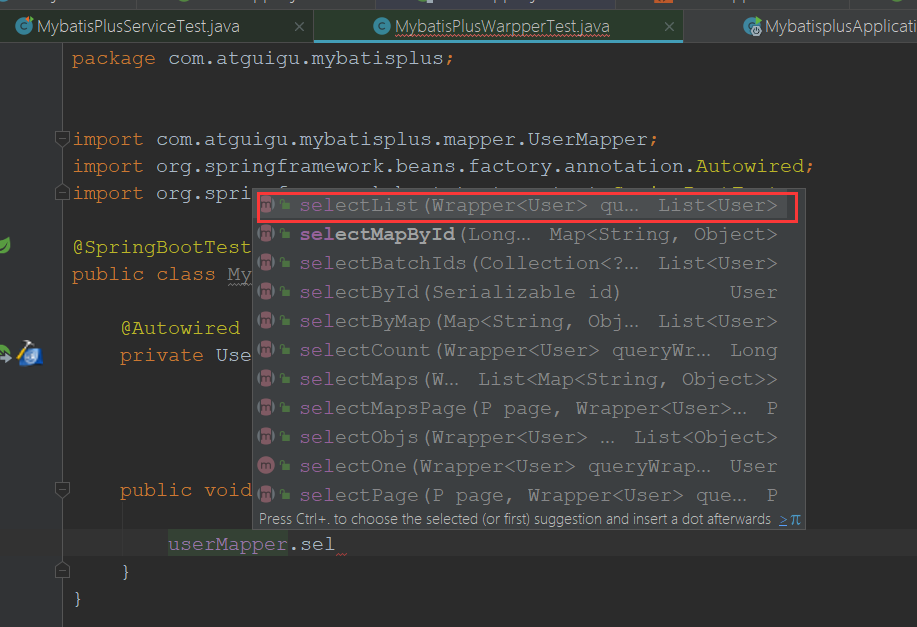 MybatisPlusServiceTest.java MybatisPlusWarpperTest.java MybatisplusApplicati
package com.atguigu.mybatisplus;
import com.atguigu.mybatisplus.mapper.UserMapper;
import org.springframework.beans.factory.annotation.Autowired;
import org.spri
selectList(Wrapper<User> qu... List<User>
selectMapById(Long... Map<String, Object>
@SpringBootTest
selectBatchIds(Collection<?... List<User>
public class My
selectById(Serializable id) User
selectByMap(Map<String, Obj... List<User>
@Autowired
selectCount(Wrapper<User> queryWr... Long
private Use
selectMaps(W... List<Map<String, Object>>
selectMapsPage(P page, Wrapper<User>... P
selectObjs(Wrapper<User> ... List<Object>
selectOne(Wrapper<User> queryWrap... User
public void
selectPage(P page, Wrapper<User> que... P
Press Ctrl+. to choose the selected (or first) suggestion and insert a dot afterwards ≥ π
userMapper.sel
}
}